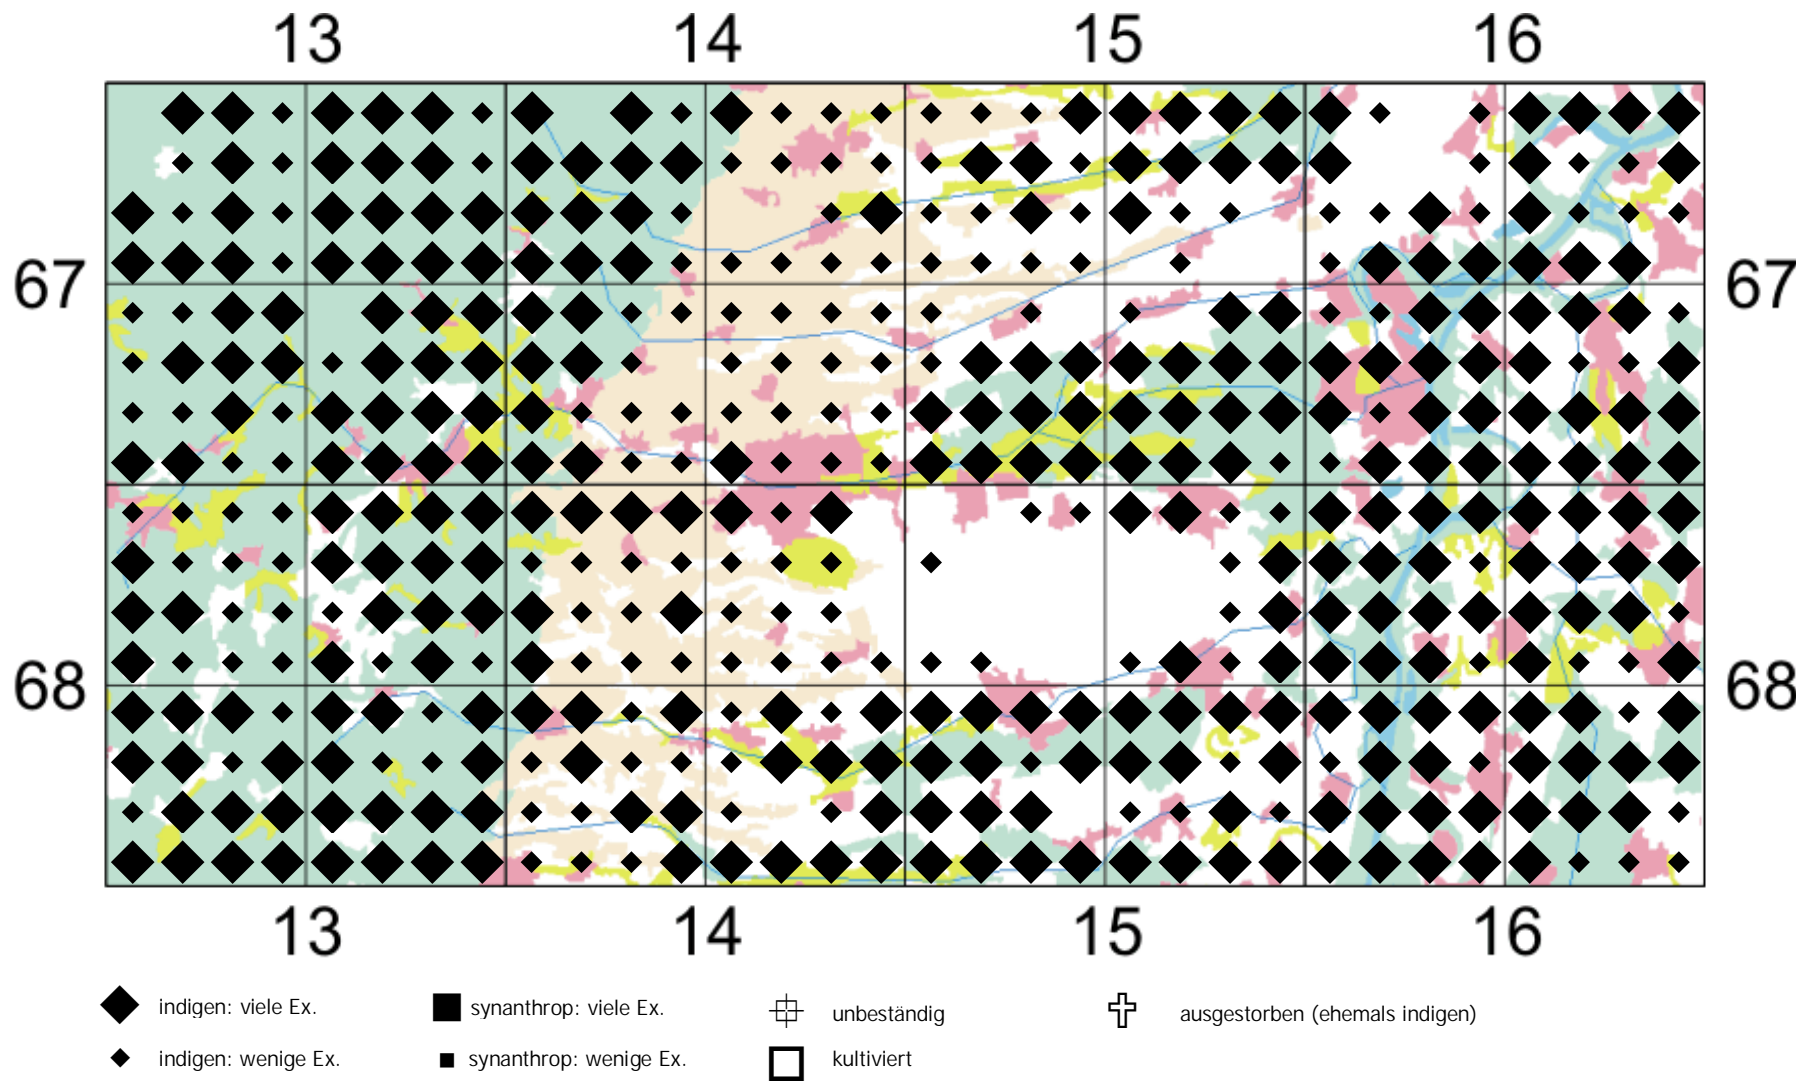 13 14 15 16
67 67
68 68
13 14 15 16
indigen: viele Ex. synanthrop: viele Ex. unbeständig ausgestorben (ehemals indigen)
indigen: wenige Ex. synanthrop: wenige Ex. kultiviert